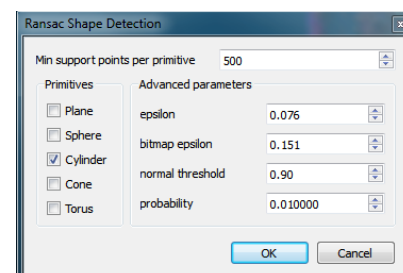 Ransac Shape Detection
Min support points per primitive 500
Primitives
Plane
Sphere
Cylinder
Cone
Torus
Advanced parameters
epsilon 0.076
bitmap epsilon 0.151
normal threshold 0.90
probability 0.010000
OK Cancel